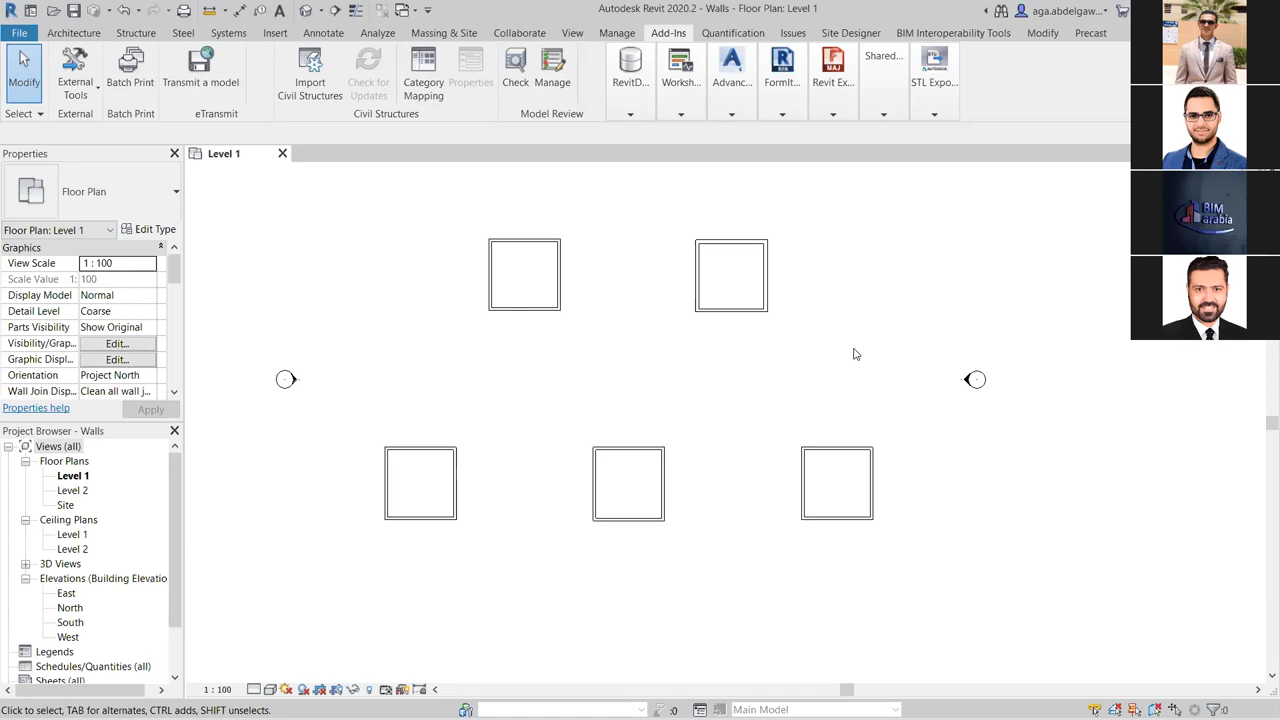 Autodesk Revit 2020.2 - Walls - Floor Plan: Level 1
aga.abdelgaw...
File Architecture Structure Steel Systems Insert Annotate Analyze Massing & Site Collaborate View Manage Add-Ins Quantification Issues Site Designer BIM Interoperability Tools Modify Precast
Modify
External Tools
Batch Print
Transmit a model
Import Civil Structures
Check for Updates
Category Mapping
Properties
Check
Manage
RevitD...
Worksh...
Advanc...
FormIt...
Revit Ex...
Shared...
STL Expo...
Select External Batch Print eTransmit Civil Structures Model Review
Properties
Floor Plan
Floor Plan: Level 1
Edit Type
Graphics
View Scale 1 : 100
Scale Value 1: 100
Display Model Normal
Detail Level Coarse
Parts Visibility Show Original
Visibility/Grap... Edit...
Graphic Displ... Edit...
Orientation Project North
Wall Join Disp... Clean all wall j...
Properties help
Apply
Project Browser - Walls
Views (all)
Floor Plans
Level 1
Level 2
Site
Ceiling Plans
Level 1
Level 2
3D Views
Elevations (Building Elevatio
East
North
South
West
Legends
Schedules/Quantities (all)
Sheets (all)
Level 1
BIM
arabia
1 : 100
Click to select, TAB for alternates, CTRL adds, SHIFT unselects.
:0
Main Model
:0